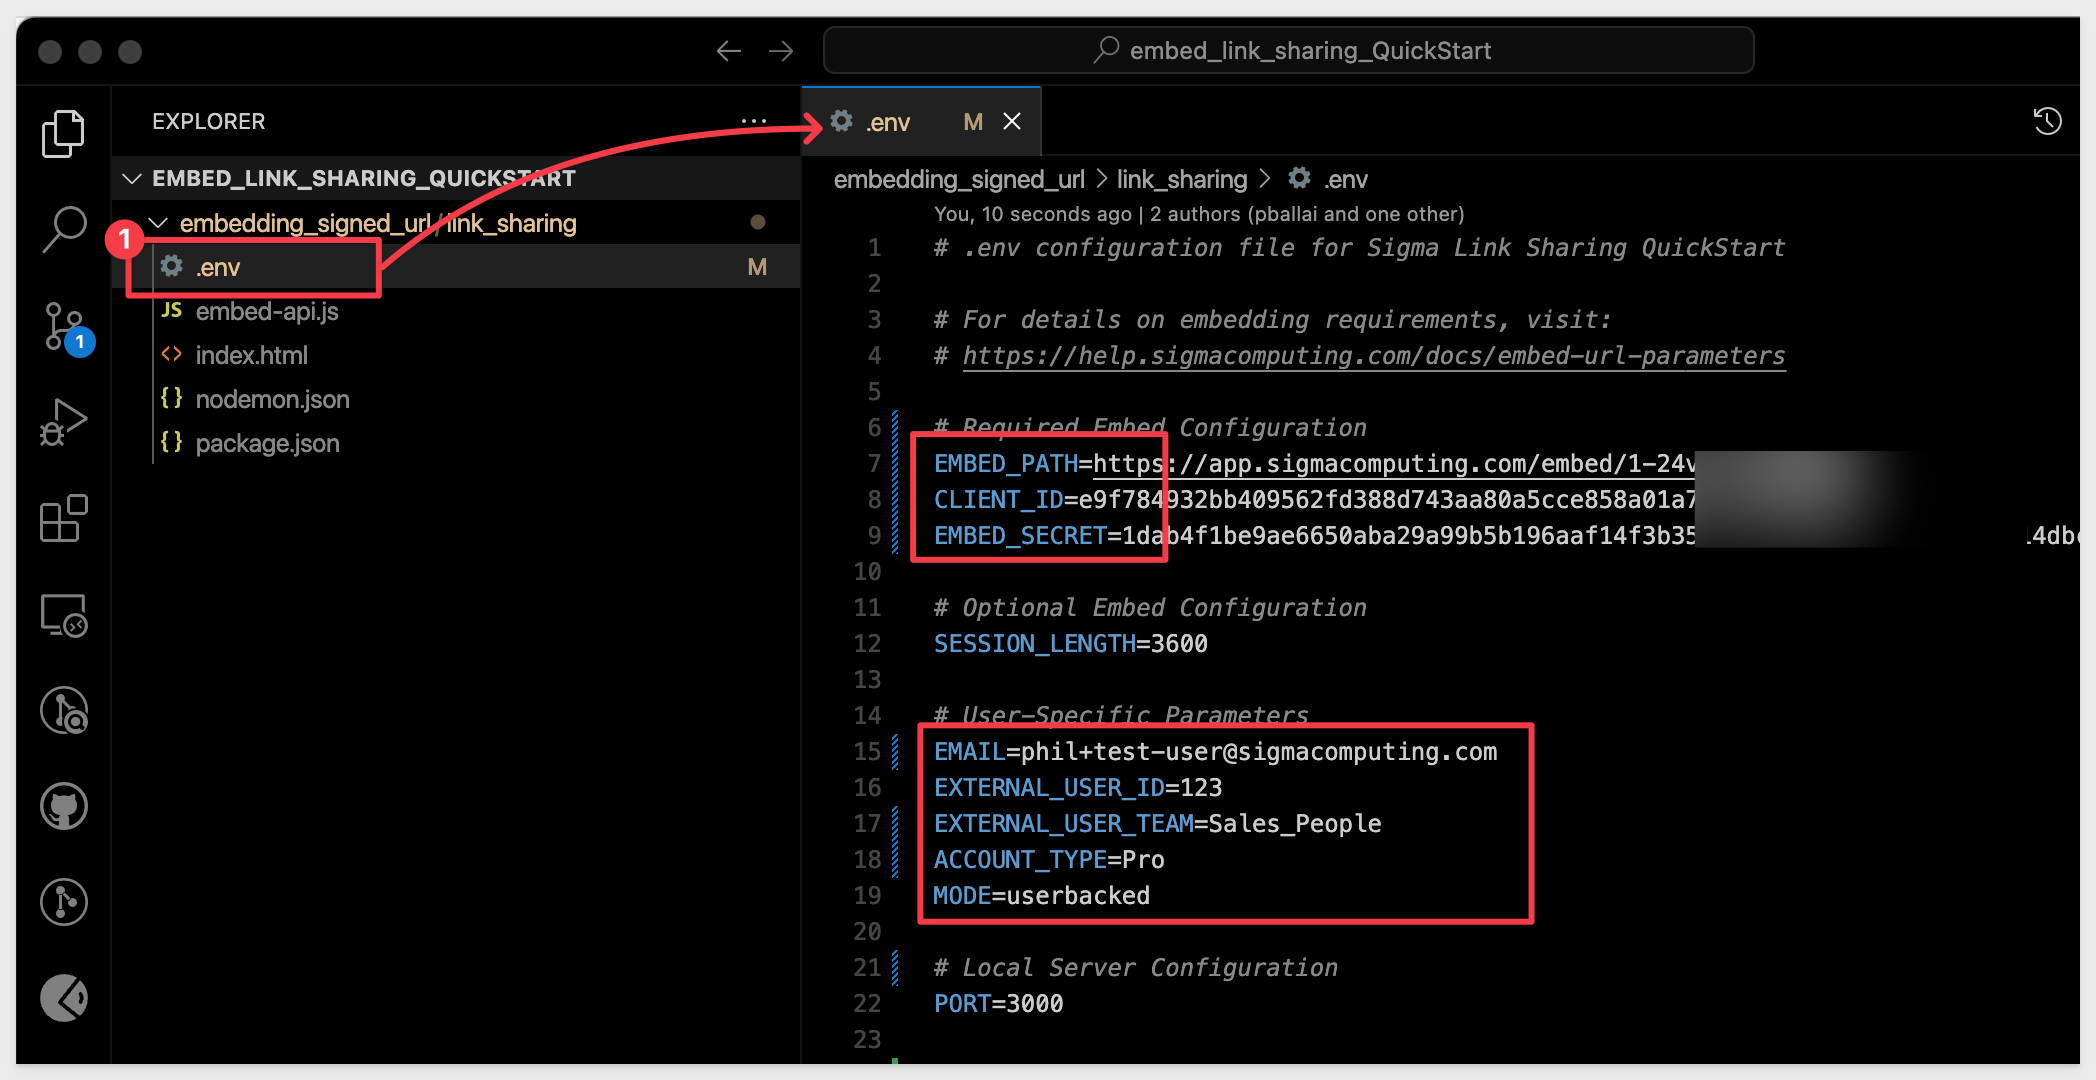 embed_link_sharing_QuickStart
EXPLORER
...
.env M
EMBED_LINK_SHARING_QUICKSTART
embedding_signed_url > link_sharing > .env
You, 10 seconds ago | 2 authors (pballai and one other)
embedding_signed_url / link_sharing
1
.env M
JS embed-api.js
<> index.html
{} nodemon.json
{} package.json
1
1 # .env configuration file for Sigma Link Sharing QuickStart
2
3 # For details on embedding requirements, visit:
4 # https://help.sigmacomputing.com/docs/embed-url-parameters
5
6 # Required Embed Configuration
7 EMBED_PATH=https://app.sigmacomputing.com/embed/1-24v
8 CLIENT_ID=e9f784932bb409562fd388d743aa80a5cce858a01a7
9 EMBED_SECRET=1dab4f1be9ae6650aba29a99b5b196aaf14f3b35 14db
10
11 # Optional Embed Configuration
12 SESSION_LENGTH=3600
13
14 # User-Specific Parameters
15 EMAIL=phil+test-user@sigmacomputing.com
16 EXTERNAL_USER_ID=123
17 EXTERNAL_USER_TEAM=Sales_People
18 ACCOUNT_TYPE=Pro
19 MODE=userbacked
20
21 # Local Server Configuration
22 PORT=3000
23